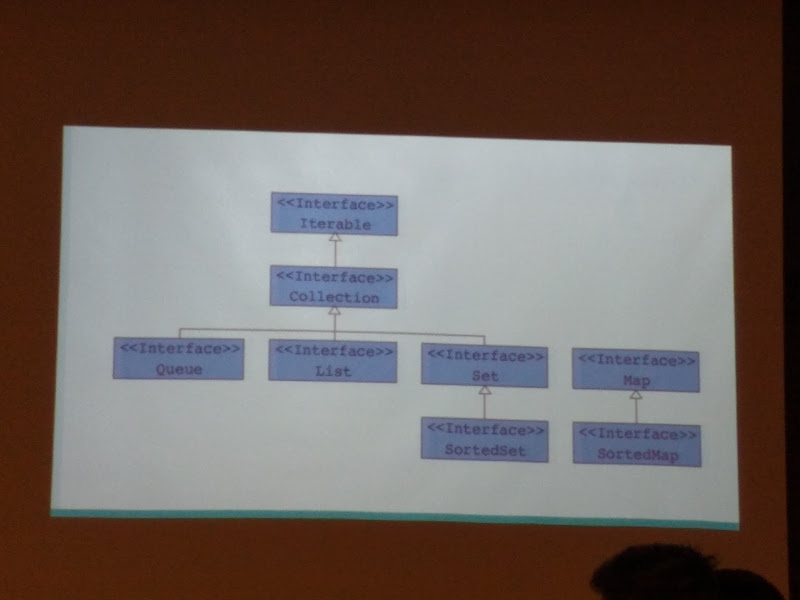 <<Interface>>
Iterable
<<Interface>>
Collection
<<Interface>>
Queue
<<Interface>>
List
<<Interface>>
Set
<<Interface>>
Map
<<Interface>>
SortedSet
<<Interface>>
SortedMap